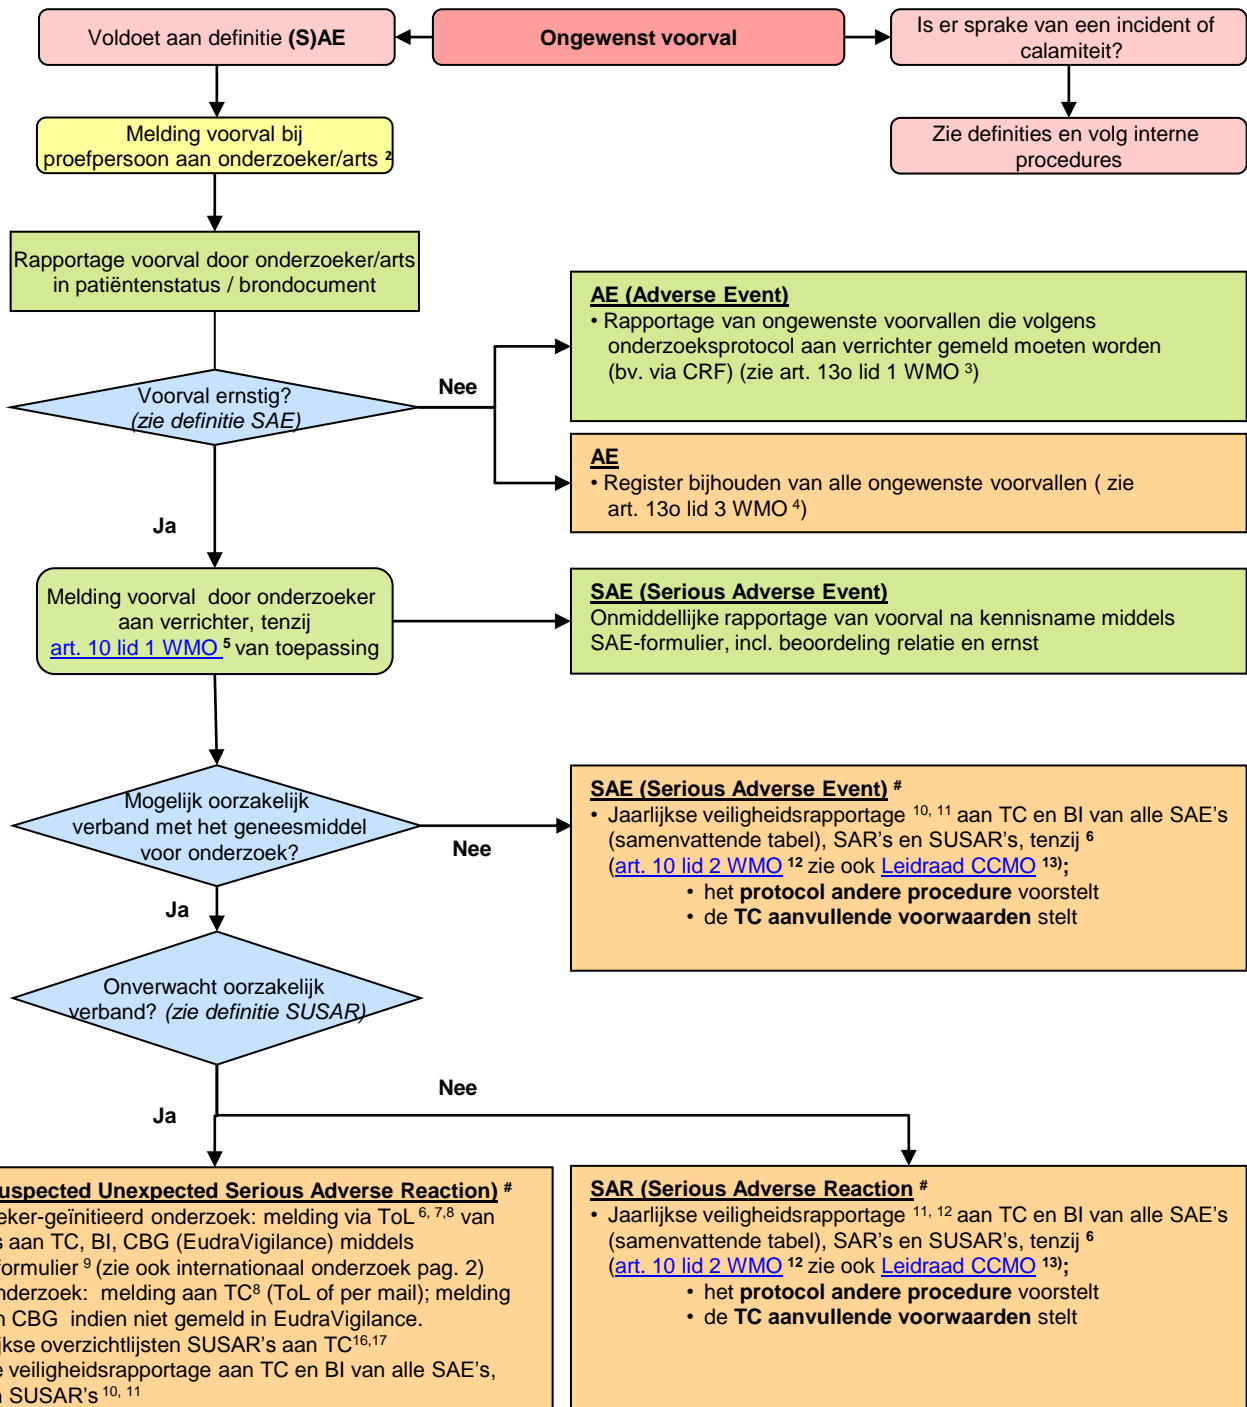 Voldoet aan definitie (S)AE
Ongewenst voorval
Is er sprake van een incident of
calamiteit?
Melding voorval bij
proefpersoon aan onderzoeker/arts ²
Zie definities en volg interne
procedures
Rapportage voorval door onderzoeker/arts
in patiëntenstatus / brondocument
AE (Adverse Event)
• Rapportage van ongewenste voorvallen die volgens
onderzoeksprotocol aan verrichter gemeld moeten worden
(bv. via CRF) (zie art. 13o lid 1 WMO ³)
Voorval ernstig?
(zie definitie SAE)
Nee
AE
• Register bijhouden van alle ongewenste voorvallen ( zie
art. 13o lid 3 WMO ⁴)
Ja
Melding voorval door onderzoeker
aan verrichter, tenzij
art. 10 lid 1 WMO ⁵ van toepassing
SAE (Serious Adverse Event)
Onmiddellijke rapportage van voorval na kennisname middels
SAE-formulier, incl. beoordeling relatie en ernst
Mogelijk oorzakelijk
verband met het geneesmiddel
voor onderzoek?
Nee
SAE (Serious Adverse Event) #
• Jaarlijkse veiligheidsrapportage ¹⁰, ¹¹ aan TC en BI van alle SAE's
(samenvattende tabel), SAR's en SUSAR's, tenzij ⁶
(art. 10 lid 2 WMO ¹² zie ook Leidraad CCMO ¹³);
• het protocol andere procedure voorstelt
• de TC aanvullende voorwaarden stelt
Ja
Onverwacht oorzakelijk
verband? (zie definitie SUSAR)
Nee
Ja
uspected Unexpected Serious Adverse Reaction) #
eker-geïnitieerd onderzoek: melding via ToL ⁶, ⁷,⁸ van
s aan TC, BI, CBG (EudraVigilance) middels
formulier ⁹ (zie ook internationaal onderzoek pag. 2)
nderzoek: melding aan TC⁸ (ToL of per mail); melding
n CBG indien niet gemeld in EudraVigilance.
ijkse overzichtlijsten SUSAR's aan TC¹⁶,¹⁷
e veiligheidsrapportage aan TC en BI van alle SAE's,
n SUSAR's ¹⁰, ¹¹
SAR (Serious Adverse Reaction #
• Jaarlijkse veiligheidsrapportage ¹¹, ¹² aan TC en BI van alle SAE's
(samenvattende tabel), SAR's en SUSAR's, tenzij ⁶
(art. 10 lid 2 WMO ¹² zie ook Leidraad CCMO ¹³);
• het protocol andere procedure voorstelt
• de TC aanvullende voorwaarden stelt